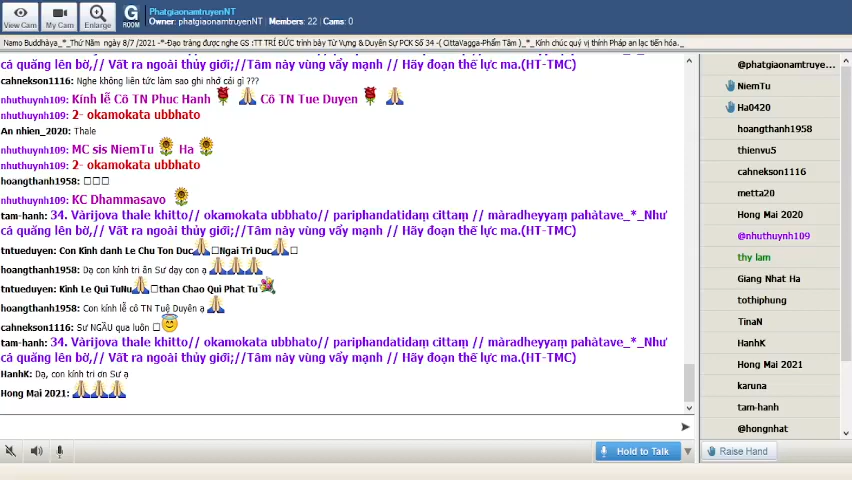 View Cam
My Cam
Enlarge
G
ROOM
PhatgiaonamtruyenNT
Owner: phatgiaonamtruyenNT | Members: 22 | Cams: 0
Namo Buddhàya_*_Thứ Năm ngày 8/7 /2021 -*-Đạo tràng được nghe GS :TT TRÍ ĐỨC trình bày Từ Vựng & Duyên Sự PCK Số 34 -( CittaVagga-Phẩm Tâm )_*_Kính chúc quý vị thính Pháp an lạc tiến hóa._
cá quăng lên bờ,// Vất ra ngoài thủy giới;//Tâm này vùng vẩy mạnh // Hãy đoạn thế lực ma.(HT-TMC)
cahnekson1116: Nghe không liên tức làm sao ghi nhớ cái gì ???
nhuthuynh109: Kính lễ Cô TN Phuc Hanh Cô TN Tue Duyen
nhuthuynh109: 2- okamokata ubbhato
An nhien_2020: Thale
nhuthuynh109: MC sis NiemTu Ha
nhuthuynh109: 2- okamokata ubbhato
hoangthanh1958: □□□
nhuthuynh109: KC Dhammasavo
tam-hanh: 34. Vàrijova thale khitto// okamokata ubbhato// pariphandatidaṃ cittaṃ // màradheyyaṃ pahàtave_*_Như
cá quăng lên bờ,// Vất ra ngoài thủy giới;//Tâm này vùng vẩy mạnh // Hãy đoạn thế lực ma.(HT-TMC)
tntueduyen: Con Kinh danh Le Chu Ton Duc □Ngai Tri Duc □
hoangthanh1958: Dạ con kính tri ân Sư dạy con ạ
tntueduyen: Kinh Le Qui TuNu □than Chao Qui Phat Tu
hoangthanh1958: Con kính lễ cô TN Tuệ Duyên ạ
cahnekson1116: Sư NGẦU qua luôn □
tam-hanh: 34. Vàrijova thale khitto// okamokata ubbhato// pariphandatidaṃ cittaṃ // màradheyyaṃ pahàtave_*_Như
cá quăng lên bờ,// Vất ra ngoài thủy giới;//Tâm này vùng vẩy mạnh // Hãy đoạn thế lực ma.(HT-TMC)
HanhK: Dạ, con kính tri ơn Sư ạ
Hong Mai 2021:
Hold to Talk
@phatgiaonamtruye...
NiemTu
Ha0420
hoangthanh1958
thienvu5
cahnekson1116
metta20
Hong Mai 2020
@nhuthuynh109
thy lam
Giang Nhat Ha
tothiphung
TinaN
HanhK
Hong Mai 2021
karuna
tam-hanh
@hongnhat
Raise Hand